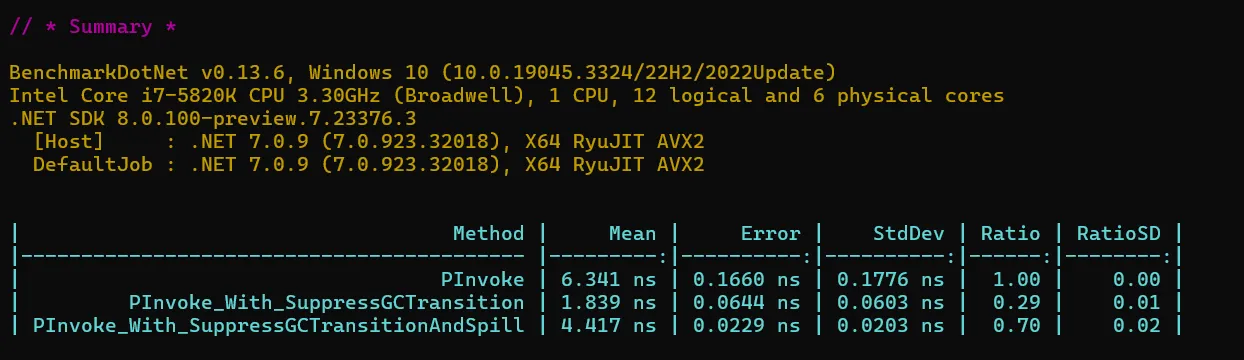 // * Summary *
BenchmarkDotNet v0.13.6, Windows 10 (10.0.19045.3324/22H2/2022Update)
Intel Core i7-5820K CPU 3.30GHz (Broadwell), 1 CPU, 12 logical and 6 physical cores
.NET SDK 8.0.100-preview.7.23376.3
  [Host]     : .NET 7.0.9 (7.0.923.32018), X64 RyuJIT AVX2
  DefaultJob : .NET 7.0.9 (7.0.923.32018), X64 RyuJIT AVX2
|                                     Method |     Mean |     Error |    StdDev | Ratio | RatioSD |
|------------------------------------------- |---------:|----------:|----------:|------:|--------:|
|                                    PInvoke | 6.341 ns | 0.1660 ns | 0.1776 ns |  1.00 |    0.00 |
|         PInvoke_With_SuppressGCTransition | 1.839 ns | 0.0644 ns | 0.0603 ns |  0.29 |    0.01 |
| PInvoke_With_SuppressGCTransitionAndSpill | 4.417 ns | 0.0229 ns | 0.0203 ns |  0.70 |    0.02 |